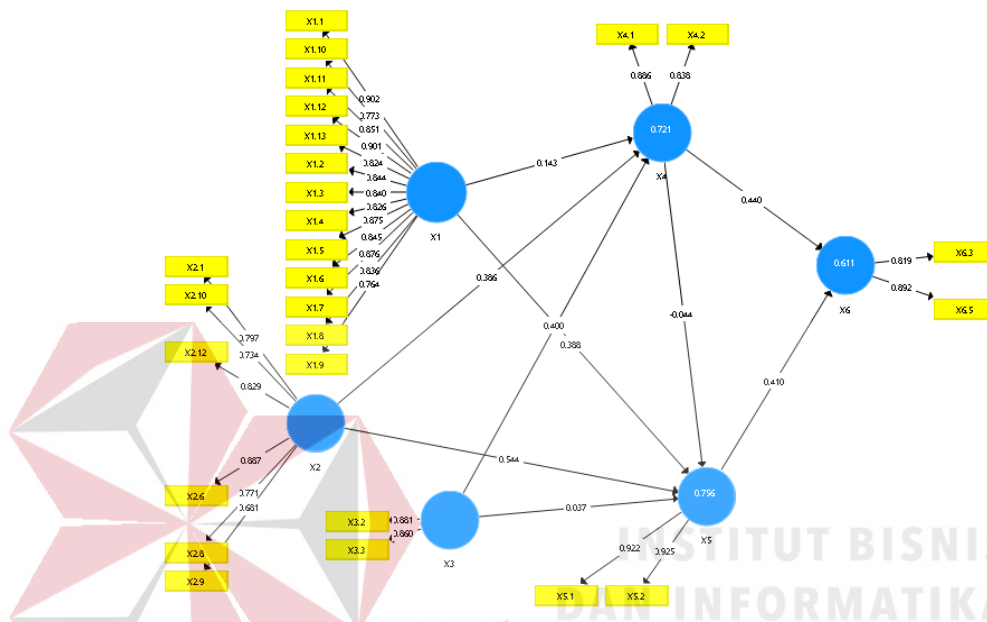 X1.1
X1.10
X1.11
X1.12
X1.13
X1.2
X1.3
X1.4
X1.5
X1.6
X1.7
X1.8
X1.9
0.902
0.773
0.851
0.901
0.824
0.844
0.840
0.826
0.875
0.845
0.876
0.836
0.764
X1
X4.1 X4.2
0.886 0.838
0.721
X4
0.143
0.440
0.386
0.611
X6
0.819 X6.3
0.892 X6.5
X2.1
X2.10
X2.12
X2.6
X2.8
X2.9
0.797
0.734
0.829
0.887
0.771
0.681
X2
0.400
0.388
-0.044
0.410
0.544
0.037
X3.2 0.881
X3.3 0.860
X3
0.756
X5
0.922 0.925
X5.1 X5.2
INSTITUT BISNIS
DAN INFORMATIKA